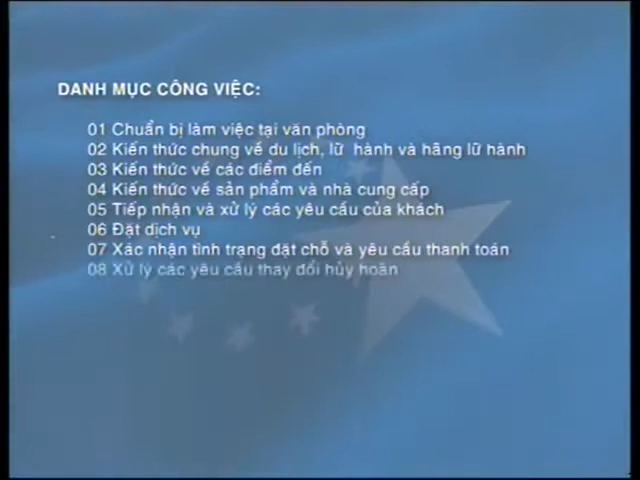 DANH MỤC CÔNG VIỆC:
01 Chuẩn bị làm việc tại văn phòng
02 Kiến thức chung về du lịch, lữ hành và hãng lữ hành
03 Kiến thức về các điểm đến
04 Kiến thức về sản phẩm và nhà cung cấp
05 Tiếp nhận và xử lý các yêu cầu của khách
06 Đặt dịch vụ
07 Xác nhận tình trạng đặt chỗ và yêu cầu thanh toán
08 Xử lý các yêu cầu thay đổi hủy hoãn